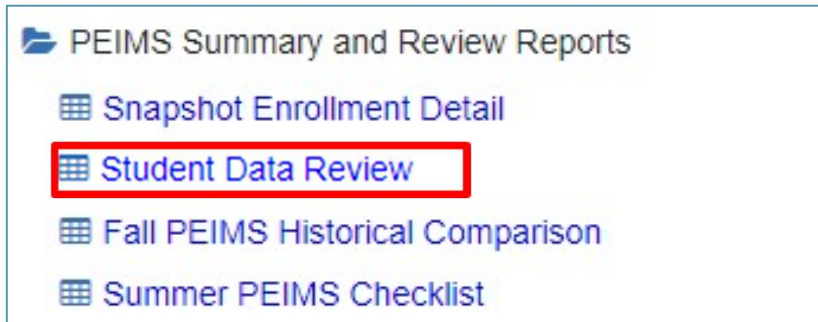 PEIMS Summary and Review Reports
Snapshot Enrollment Detail
Student Data Review
Fall PEIMS Historical Comparison
Summer PEIMS Checklist